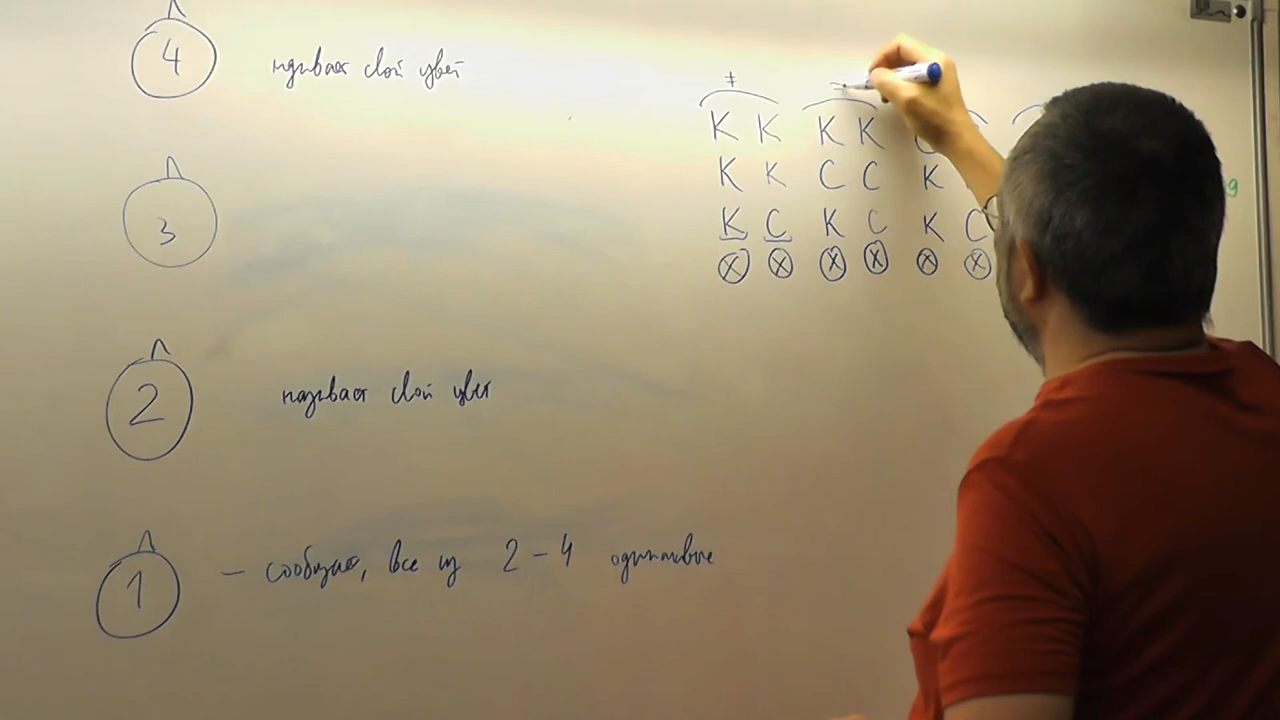 4 называет свой цвет
≠
К К К К
К К С С К
3
К С К С К С
Х Х Х Х Х Х
2 называет свой цвет
1 – сообщает, все из 2 – 4 одинаковые